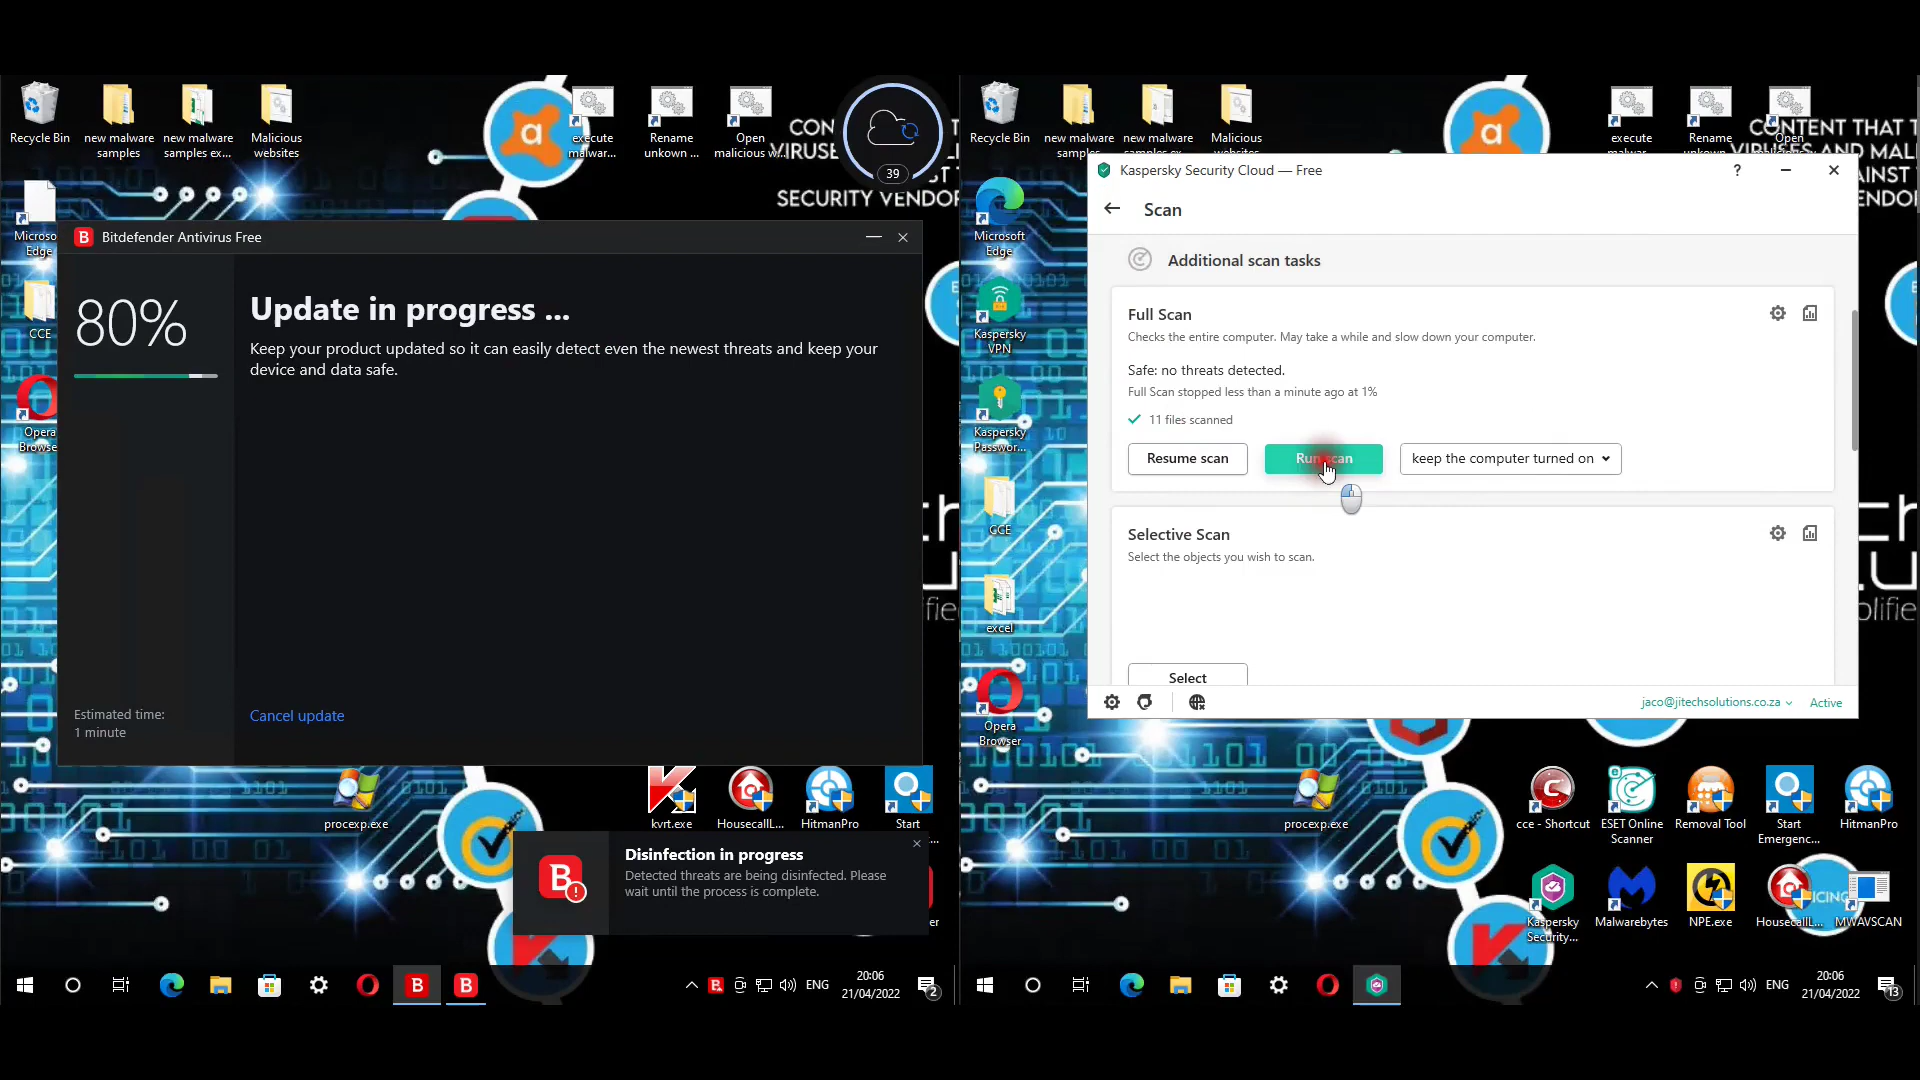 Recycle Bin
new malware
samples
new malware
samples ex...
Malicious
websites
execute
malwar...
Rename
unkown ...
Open
malicious w...
39
SECURITY VENDOR
Microso
Edge
CCE
Opera
Browse
Bitdefender Antivirus Free
80%
Update in progress ...
Keep your product updated so it can easily detect even the newest threats and keep your
device and data safe.
Estimated time:
1 minute
Cancel update
procexp.exe
kvrt.exe
HousecallL...
HitmanPro
Start
Disinfection in progress
Detected threats are being disinfected. Please
wait until the process is complete.
ENG
20:06
21/04/2022
2
Recycle Bin
new malware
new malware
samples ex...
Malicious
websites
execute
Rename
Open
CONTENT THAT T
Microsoft
Edge
Kaspersky
VPN
Kaspersky
Passwor...
CCE
excel
Opera
Browser
Kaspersky Security Cloud — Free
?
Scan
Additional scan tasks
Full Scan
Checks the entire computer. May take a while and slow down your computer.
Safe: no threats detected.
Full Scan stopped less than a minute ago at 1%
11 files scanned
Resume scan
Run scan
keep the computer turned on
Selective Scan
Select the objects you wish to scan.
Select
jaco@jitechsolutions.co.za
Active
procexp.exe
cce - Shortcut
ESET Online
Scanner
Removal Tool
Start
Emergenc...
HitmanPro
Kaspersky
Security...
Malwarebytes
NPE.exe
HousecallL...
MWAVSCAN
ENG
20:06
21/04/2022
13